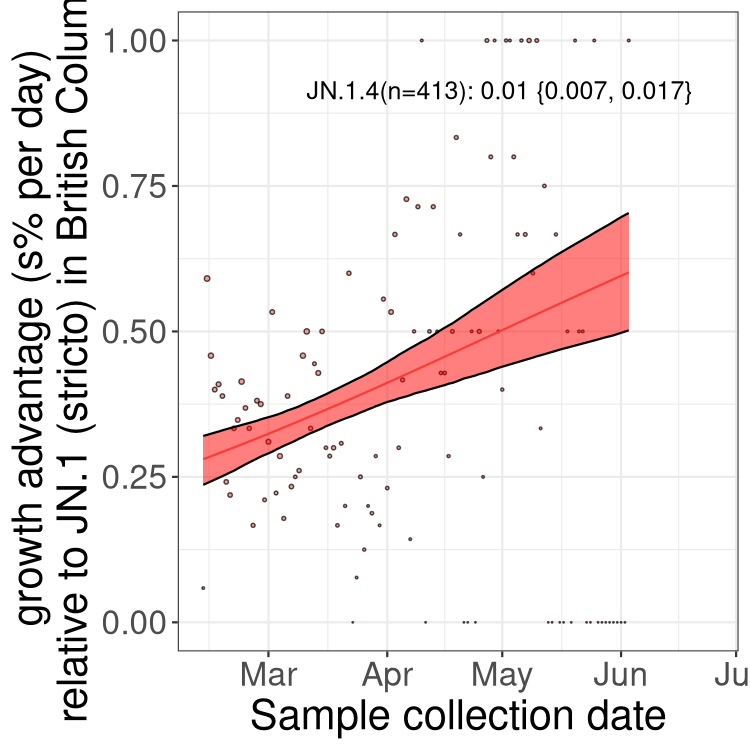 growth advantage (s% per day)
relative to JN.1 (stricto) in British Colum
1.00
0.75
0.50
0.25
0.00
JN.1.4(n=413): 0.01 {0.007, 0.017}
Mar Apr May Jun Ju
Sample collection date